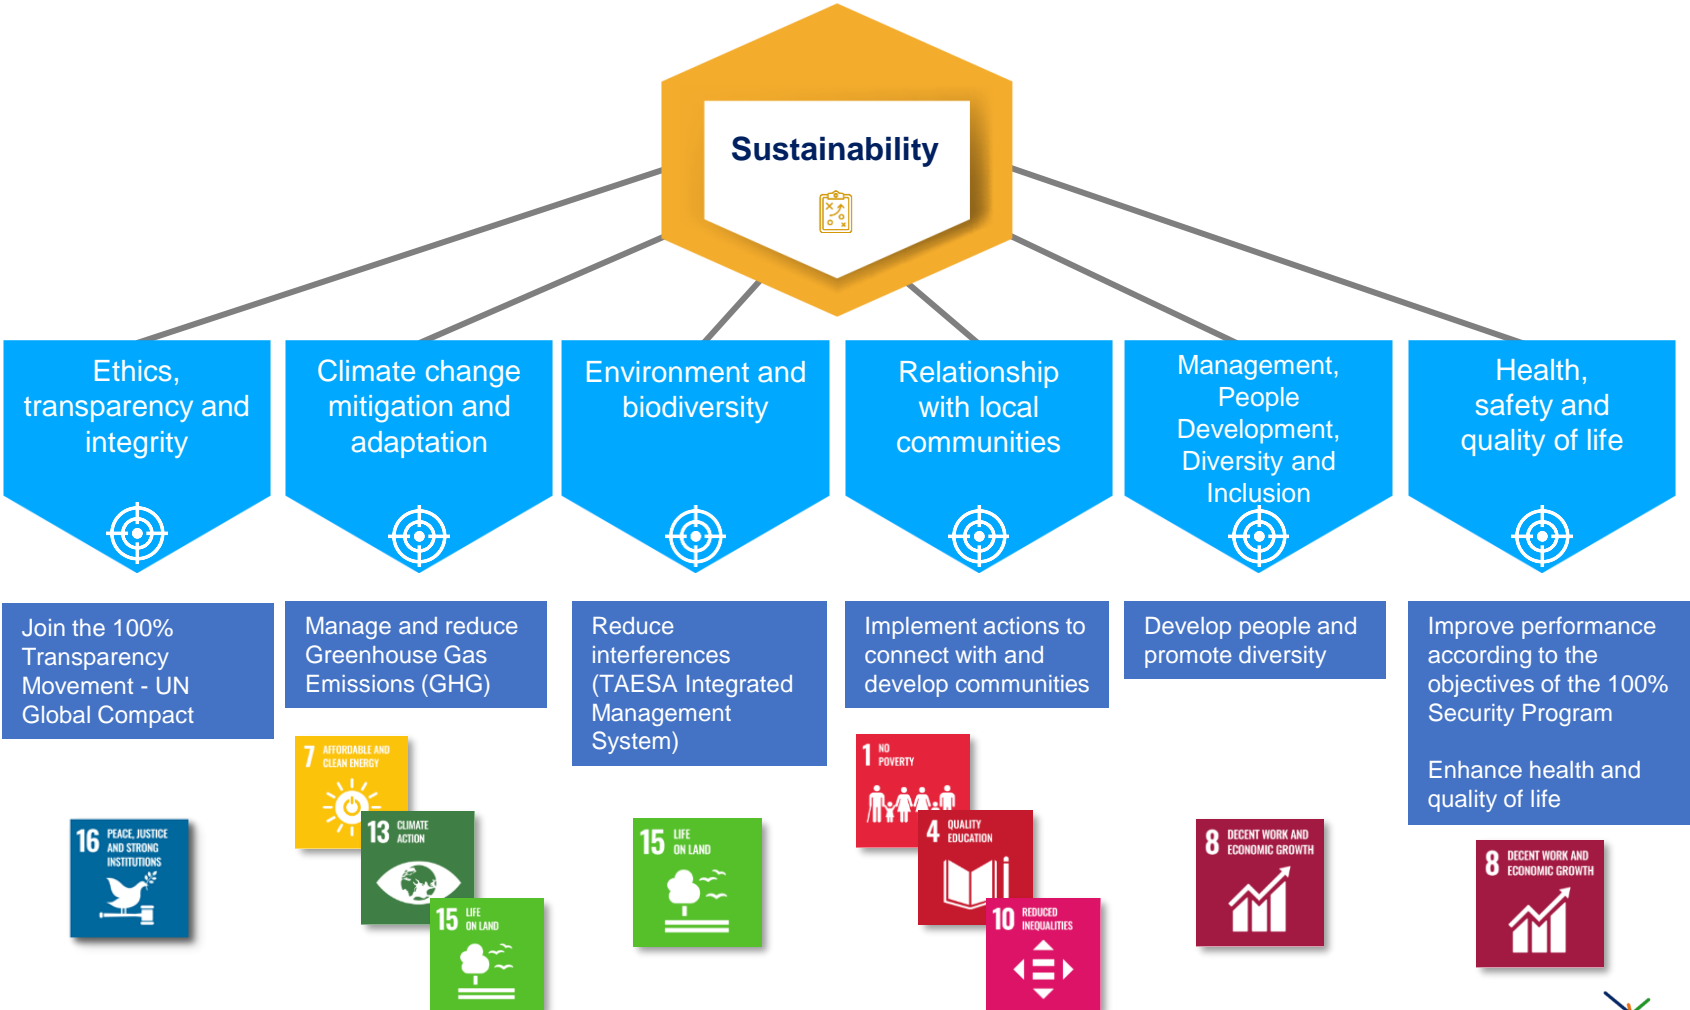 Sustainability
Ethics,
transparency and
integrity
Climate change
mitigation and
adaptation
Environment and
biodiversity
Relationship
with local
communities
Management,
People
Development,
Diversity and
Inclusion
Health,
safety and
quality of life
Join the 100%
Transparency
Movement - UN
Global Compact
Manage and reduce
Greenhouse Gas
Emissions (GHG)
Reduce
interferences
(TAESA Integrated
Management
System)
Implement actions to
connect with and
develop communities
Develop people and
promote diversity
Improve performance
according to the
objectives of the 100%
Security Program
Enhance health and
quality of life
16 PEACE, JUSTICE
AND STRONG
INSTITUTIONS
7 AFFORDABLE AND
CLEAN ENERGY
13 CLIMATE
ACTION
15 LIFE
ON LAND
15 LIFE
ON LAND
1 NO
POVERTY
4 QUALITY
EDUCATION
10 REDUCED
INEQUALITIES
8 DECENT WORK AND
ECONOMIC GROWTH
8 DECENT WORK AND
ECONOMIC GROWTH